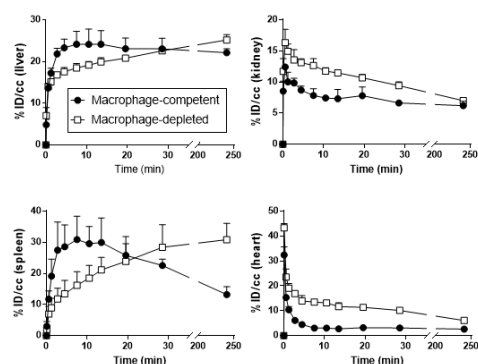 30
20
10
0
%ID/cc (liver)
Macrophage-competent
Macrophage-depleted
0 10 20 30 200 250
Time (min)
20
15
10
5
0
%ID/cc (kidney)
0 10 20 30 200 250
Time (min)
40
30
20
10
0
%ID/cc (spleen)
0 10 20 30 200 250
Time (min)
50
40
30
20
10
0
%ID/cc (heart)
0 10 20 30 200 250
Time (min)